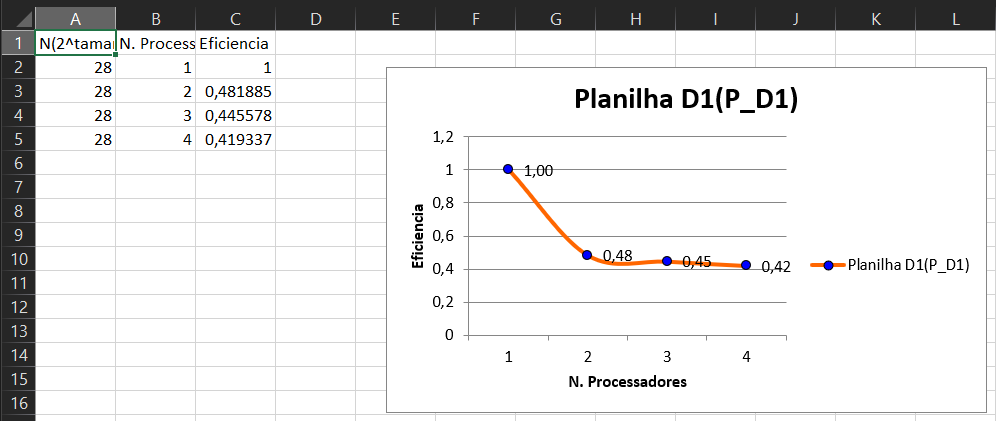 A B C D E F G H I J K L
1 N(2^tama N. Process Eficiencia
2 28 1 1
3 28 2 0,481885
4 28 3 0,445578
5 28 4 0,419337
6
7
8
9
10
11
12
13
14
15
16
Planilha D1(P_D1)
1,2
1
0,8
0,6
0,4
0,2
0
Eficiencia
1,00
0,48
0,45
0,42
1 2 3 4
N. Processadores
Planilha D1(P_D1)